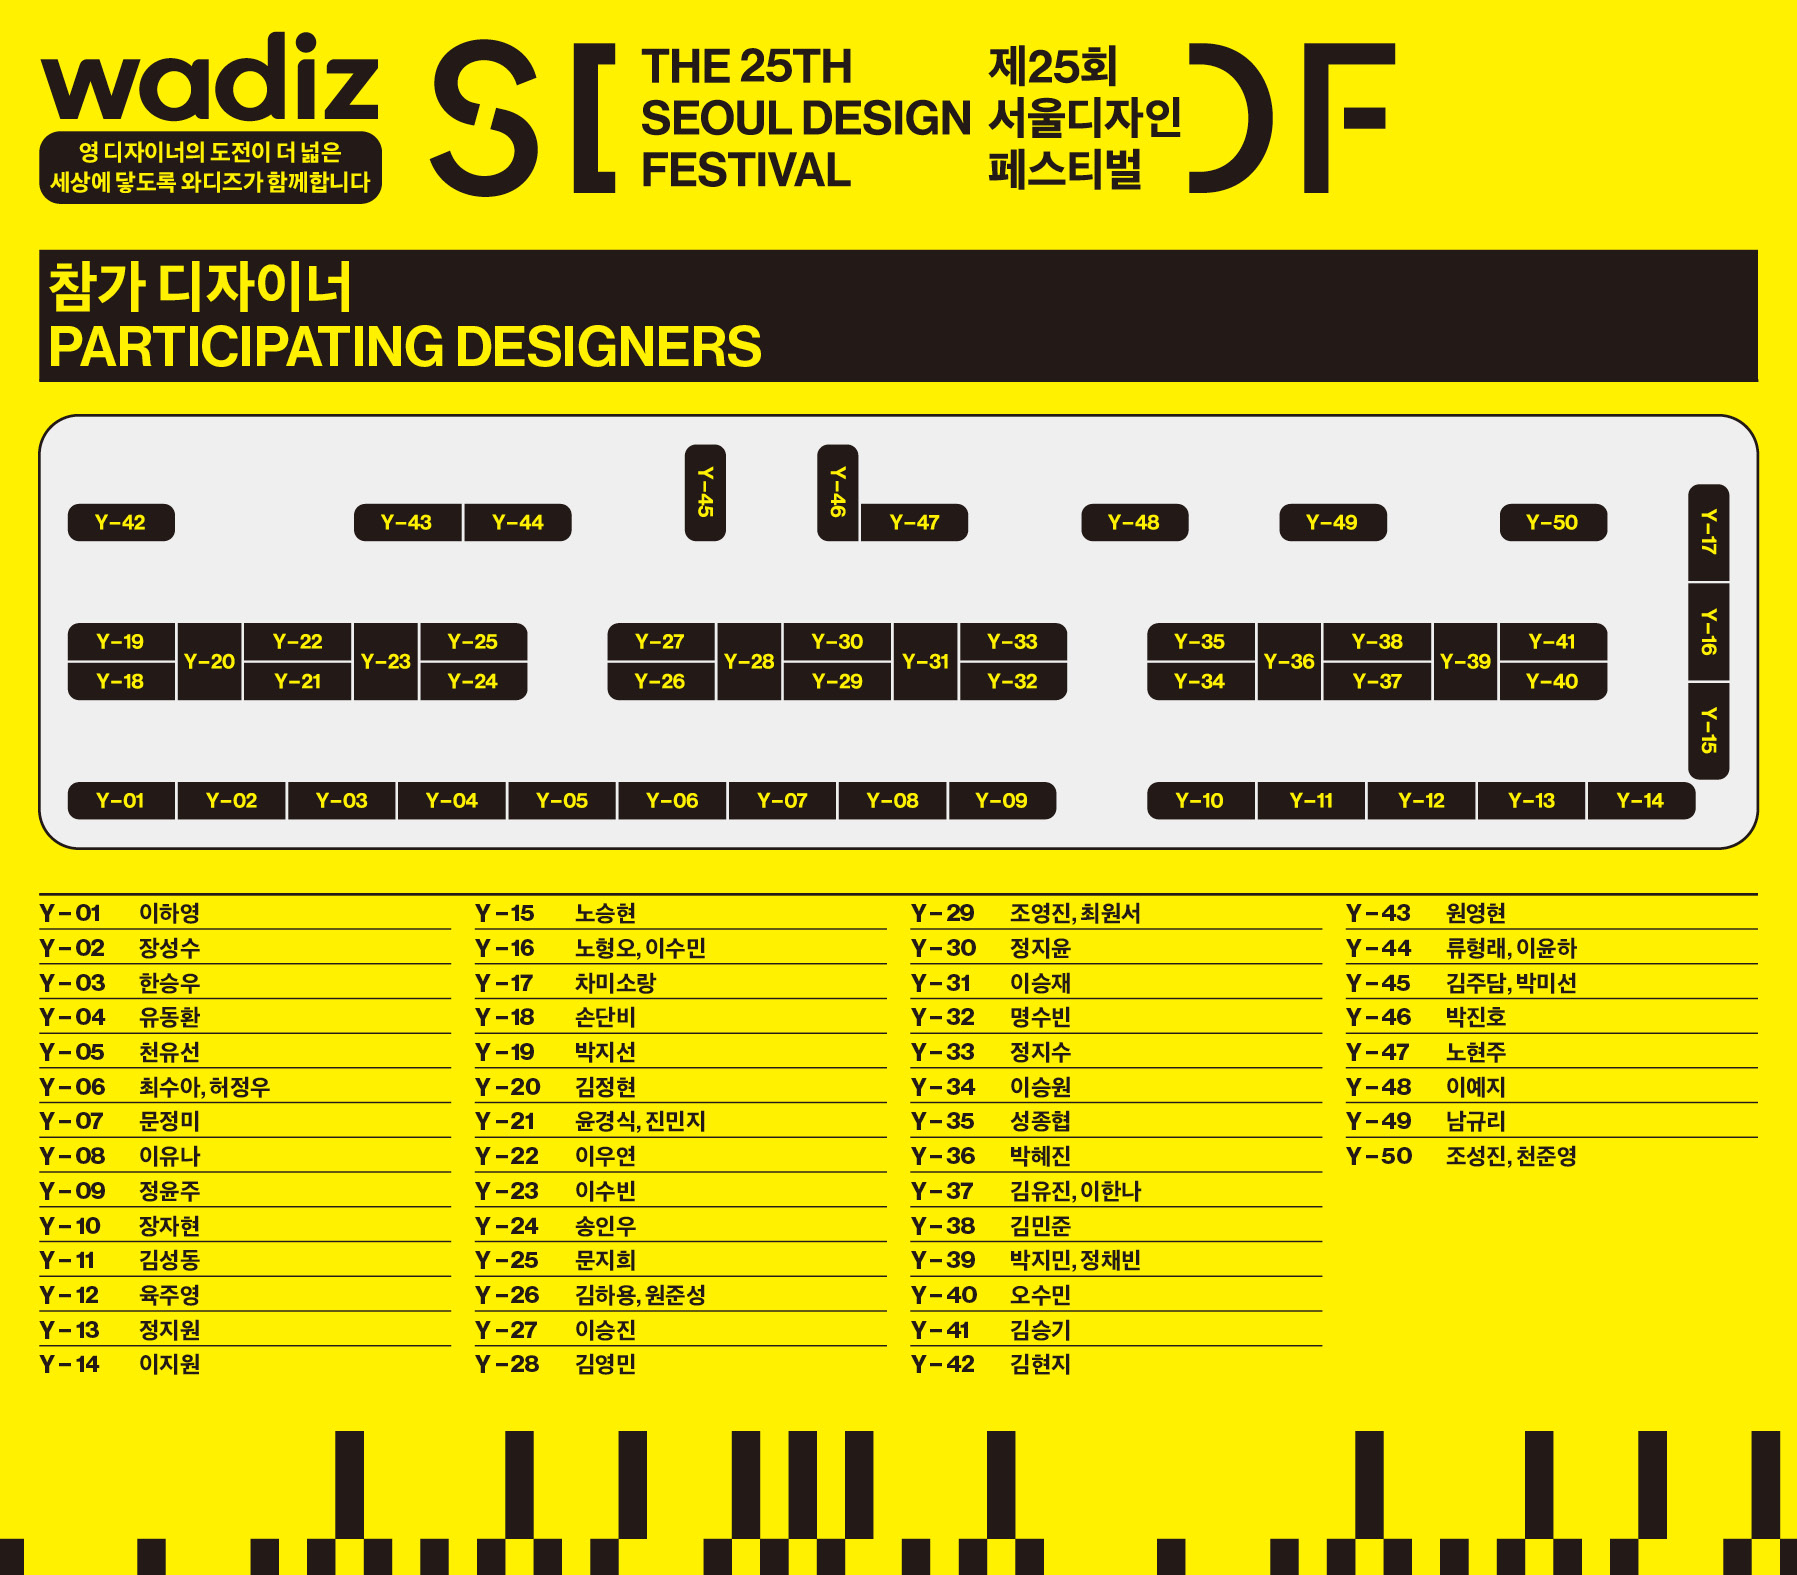 wadiz
영 디자이너의 도전이 더 넓은
세상에 닿도록 와디즈가 함께합니다
SDF
THE 25TH
SEOUL DESIGN
FESTIVAL
제25회
서울디자인
페스티벌
참가 디자이너
PARTICIPATING DESIGNERS
Y-42 Y-43 Y-44 Y-45 Y-46 Y-47 Y-48 Y-49 Y-50
Y-17
Y-16
Y-15
Y-19 Y-20 Y-22 Y-23 Y-25 Y-27 Y-28 Y-30 Y-31 Y-33 Y-35 Y-36 Y-38 Y-39 Y-41
Y-18 Y-21 Y-24 Y-26 Y-29 Y-32 Y-34 Y-37 Y-40
Y-01 Y-02 Y-03 Y-04 Y-05 Y-06 Y-07 Y-08 Y-09 Y-10 Y-11 Y-12 Y-13 Y-14
Y-01 이하영
Y-02 장성수
Y-03 한승우
Y-04 유동환
Y-05 천유선
Y-06 최수아, 허정우
Y-07 문정미
Y-08 이유나
Y-09 정윤주
Y-10 장자현
Y-11 김성동
Y-12 육주영
Y-13 정지원
Y-14 이지원
Y-15 노승현
Y-16 노형오, 이수민
Y-17 차미소랑
Y-18 손단비
Y-19 박지선
Y-20 김정현
Y-21 윤경식, 진민지
Y-22 이우연
Y-23 이수빈
Y-24 송인우
Y-25 문지희
Y-26 김하용, 원준성
Y-27 이승진
Y-28 김영민
Y-29 조영진, 최원서
Y-30 정지윤
Y-31 이승재
Y-32 명수빈
Y-33 정지수
Y-34 이승원
Y-35 성종협
Y-36 박혜진
Y-37 김유진, 이한나
Y-38 김민준
Y-39 박지민, 정채빈
Y-40 오수민
Y-41 김승기
Y-42 김현지
Y-43 원영현
Y-44 류형래, 이윤하
Y-45 김주담, 박미선
Y-46 박진호
Y-47 노현주
Y-48 이예지
Y-49 남규리
Y-50 조성진, 천준영